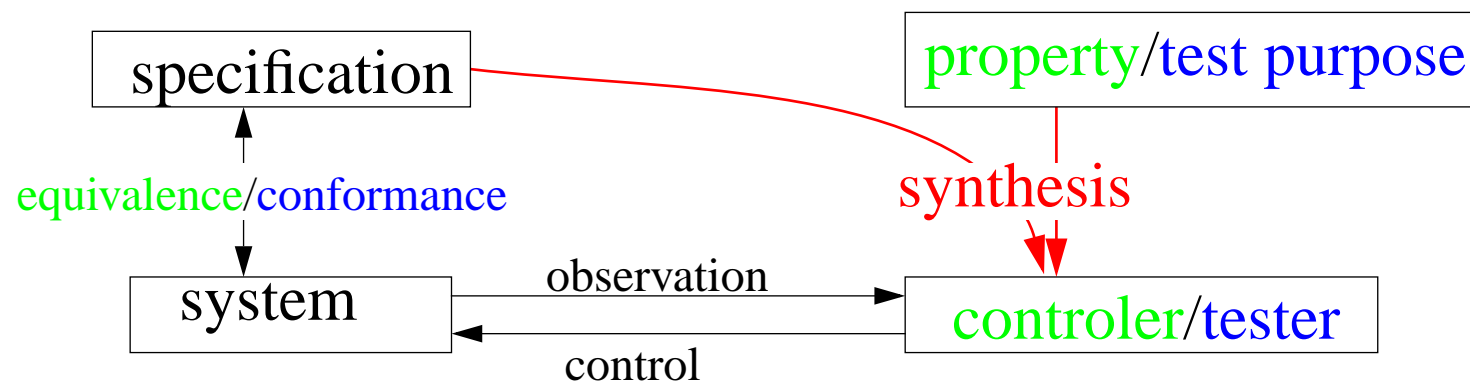 specification
property/test purpose
equivalence/conformance
synthesis
system
observation
control
controler/tester